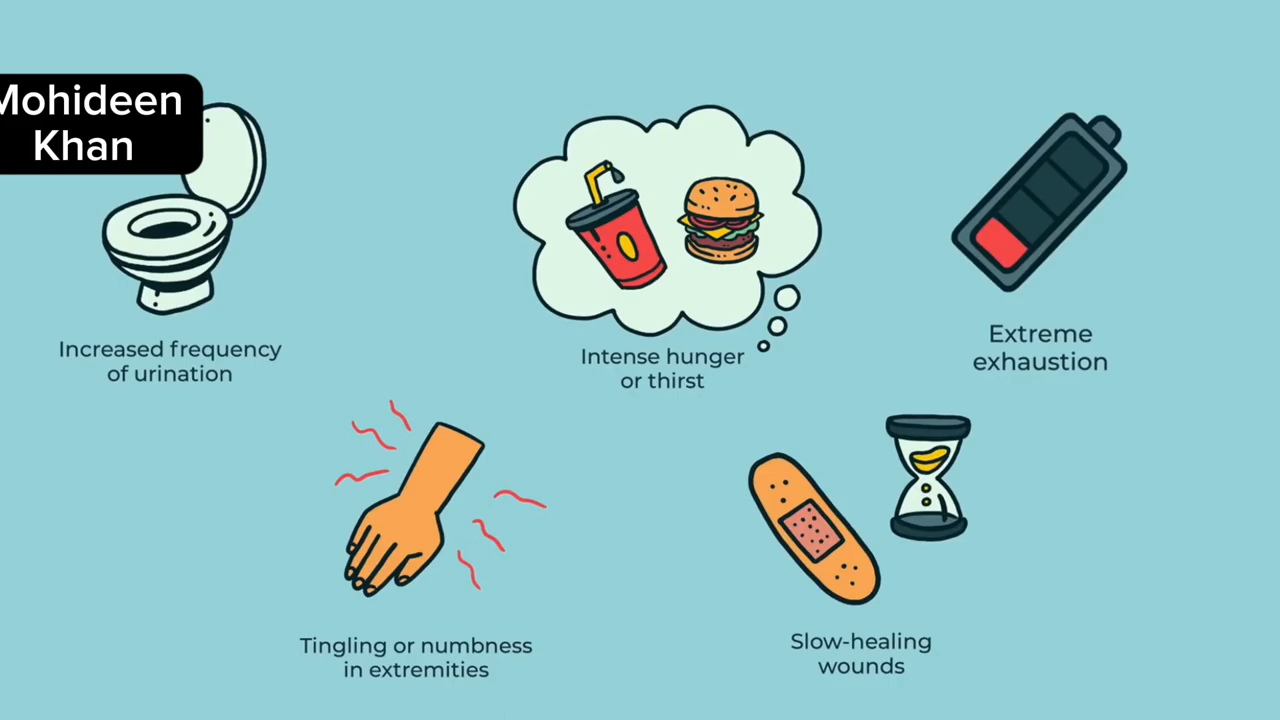 Mohideen
Khan
Increased frequency
of urination
Intense hunger
or thirst
Extreme
exhaustion
Tingling or numbness
in extremities
Slow-healing
wounds